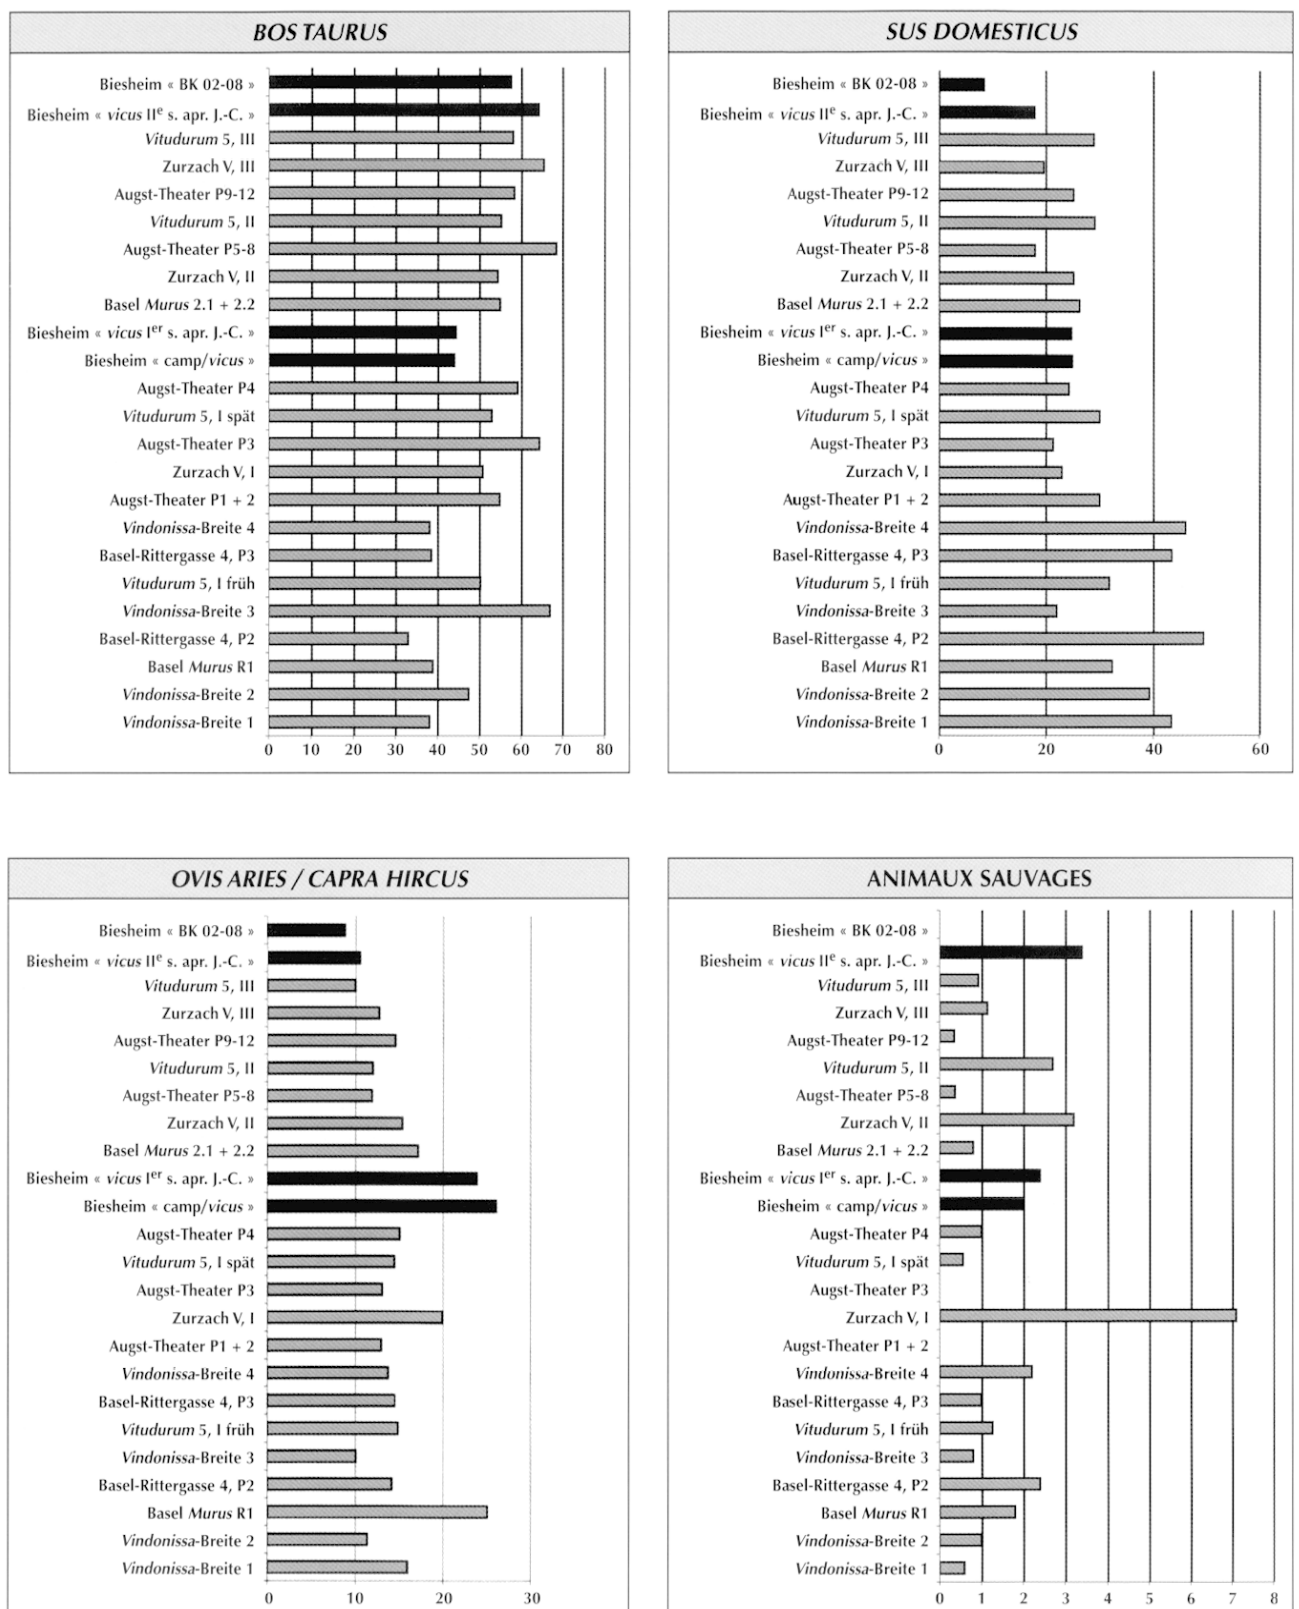 BOS TAURUS
Biesheim « BK 02-08 »
Biesheim « vicus IIe s. apr. J.-C. »
Vitudurum 5, III
Zurzach V, III
Augst-Theater P9-12
Vitudurum 5, II
Augst-Theater P5-8
Zurzach V, II
Basel Murus 2.1 + 2.2
Biesheim « vicus Ier s. apr. J.-C. »
Biesheim « camp/vicus »
Augst-Theater P4
Vitudurum 5, I spät
Augst-Theater P3
Zurzach V, I
Augst-Theater P1 + 2
Vindonissa-Breite 4
Basel-Rittergasse 4, P3
Vitudurum 5, I früh
Vindonissa-Breite 3
Basel-Rittergasse 4, P2
Basel Murus R1
Vindonissa-Breite 2
Vindonissa-Breite 1
0 10 20 30 40 50 60 70 80
SUS DOMESTICUS
Biesheim « BK 02-08 »
Biesheim « vicus IIe s. apr. J.-C. »
Vitudurum 5, III
Zurzach V, III
Augst-Theater P9-12
Vitudurum 5, II
Augst-Theater P5-8
Zurzach V, II
Basel Murus 2.1 + 2.2
Biesheim « vicus Ier s. apr. J.-C. »
Biesheim « camp/vicus »
Augst-Theater P4
Vitudurum 5, I spät
Augst-Theater P3
Zurzach V, I
Augst-Theater P1 + 2
Vindonissa-Breite 4
Basel-Rittergasse 4, P3
Vitudurum 5, I früh
Vindonissa-Breite 3
Basel-Rittergasse 4, P2
Basel Murus R1
Vindonissa-Breite 2
Vindonissa-Breite 1
0 20 40 60
OVIS ARIES / CAPRA HIRCUS
Biesheim « BK 02-08 »
Biesheim « vicus IIe s. apr. J.-C. »
Vitudurum 5, III
Zurzach V, III
Augst-Theater P9-12
Vitudurum 5, II
Augst-Theater P5-8
Zurzach V, II
Basel Murus 2.1 + 2.2
Biesheim « vicus Ier s. apr. J.-C. »
Biesheim « camp/vicus »
Augst-Theater P4
Vitudurum 5, I spät
Augst-Theater P3
Zurzach V, I
Augst-Theater P1 + 2
Vindonissa-Breite 4
Basel-Rittergasse 4, P3
Vitudurum 5, I früh
Vindonissa-Breite 3
Basel-Rittergasse 4, P2
Basel Murus R1
Vindonissa-Breite 2
Vindonissa-Breite 1
0 10 20 30
ANIMAUX SAUVAGES
Biesheim « BK 02-08 »
Biesheim « vicus IIe s. apr. J.-C. »
Vitudurum 5, III
Zurzach V, III
Augst-Theater P9-12
Vitudurum 5, II
Augst-Theater P5-8
Zurzach V, II
Basel Murus 2.1 + 2.2
Biesheim « vicus Ier s. apr. J.-C. »
Biesheim « camp/vicus »
Augst-Theater P4
Vitudurum 5, I spät
Augst-Theater P3
Zurzach V, I
Augst-Theater P1 + 2
Vindonissa-Breite 4
Basel-Rittergasse 4, P3
Vitudurum 5, I früh
Vindonissa-Breite 3
Basel-Rittergasse 4, P2
Basel Murus R1
Vindonissa-Breite 2
Vindonissa-Breite 1
0 1 2 3 4 5 6 7 8